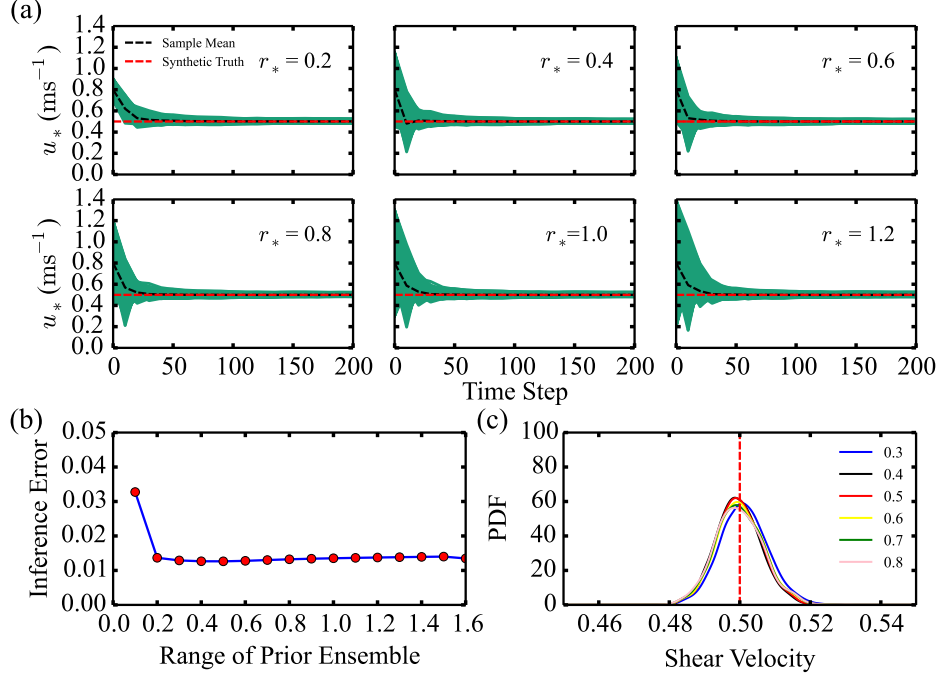 (a)
1.4
1.2
1.0
0.8
0.6
0.4
0.2
0.0
u* (ms⁻¹)
Sample Mean
Synthetic Truth
r* = 0.2
r* = 0.4
r* = 0.6
1.4
1.2
1.0
0.8
0.6
0.4
0.2
0.0
u* (ms⁻¹)
r* = 0.8
r*=1.0
r* = 1.2
0 50 100 150 200
0 50 100 150 200
0 50 100 150 200
Time Step
(b)
0.05
0.04
0.03
0.02
0.01
0.00
Inference Error
0.0 0.2 0.4 0.6 0.8 1.0 1.2 1.4 1.6
Range of Prior Ensemble
(c)
100
80
60
40
20
0
PDF
0.3
0.4
0.5
0.6
0.7
0.8
0.46 0.48 0.50 0.52 0.54
Shear Velocity